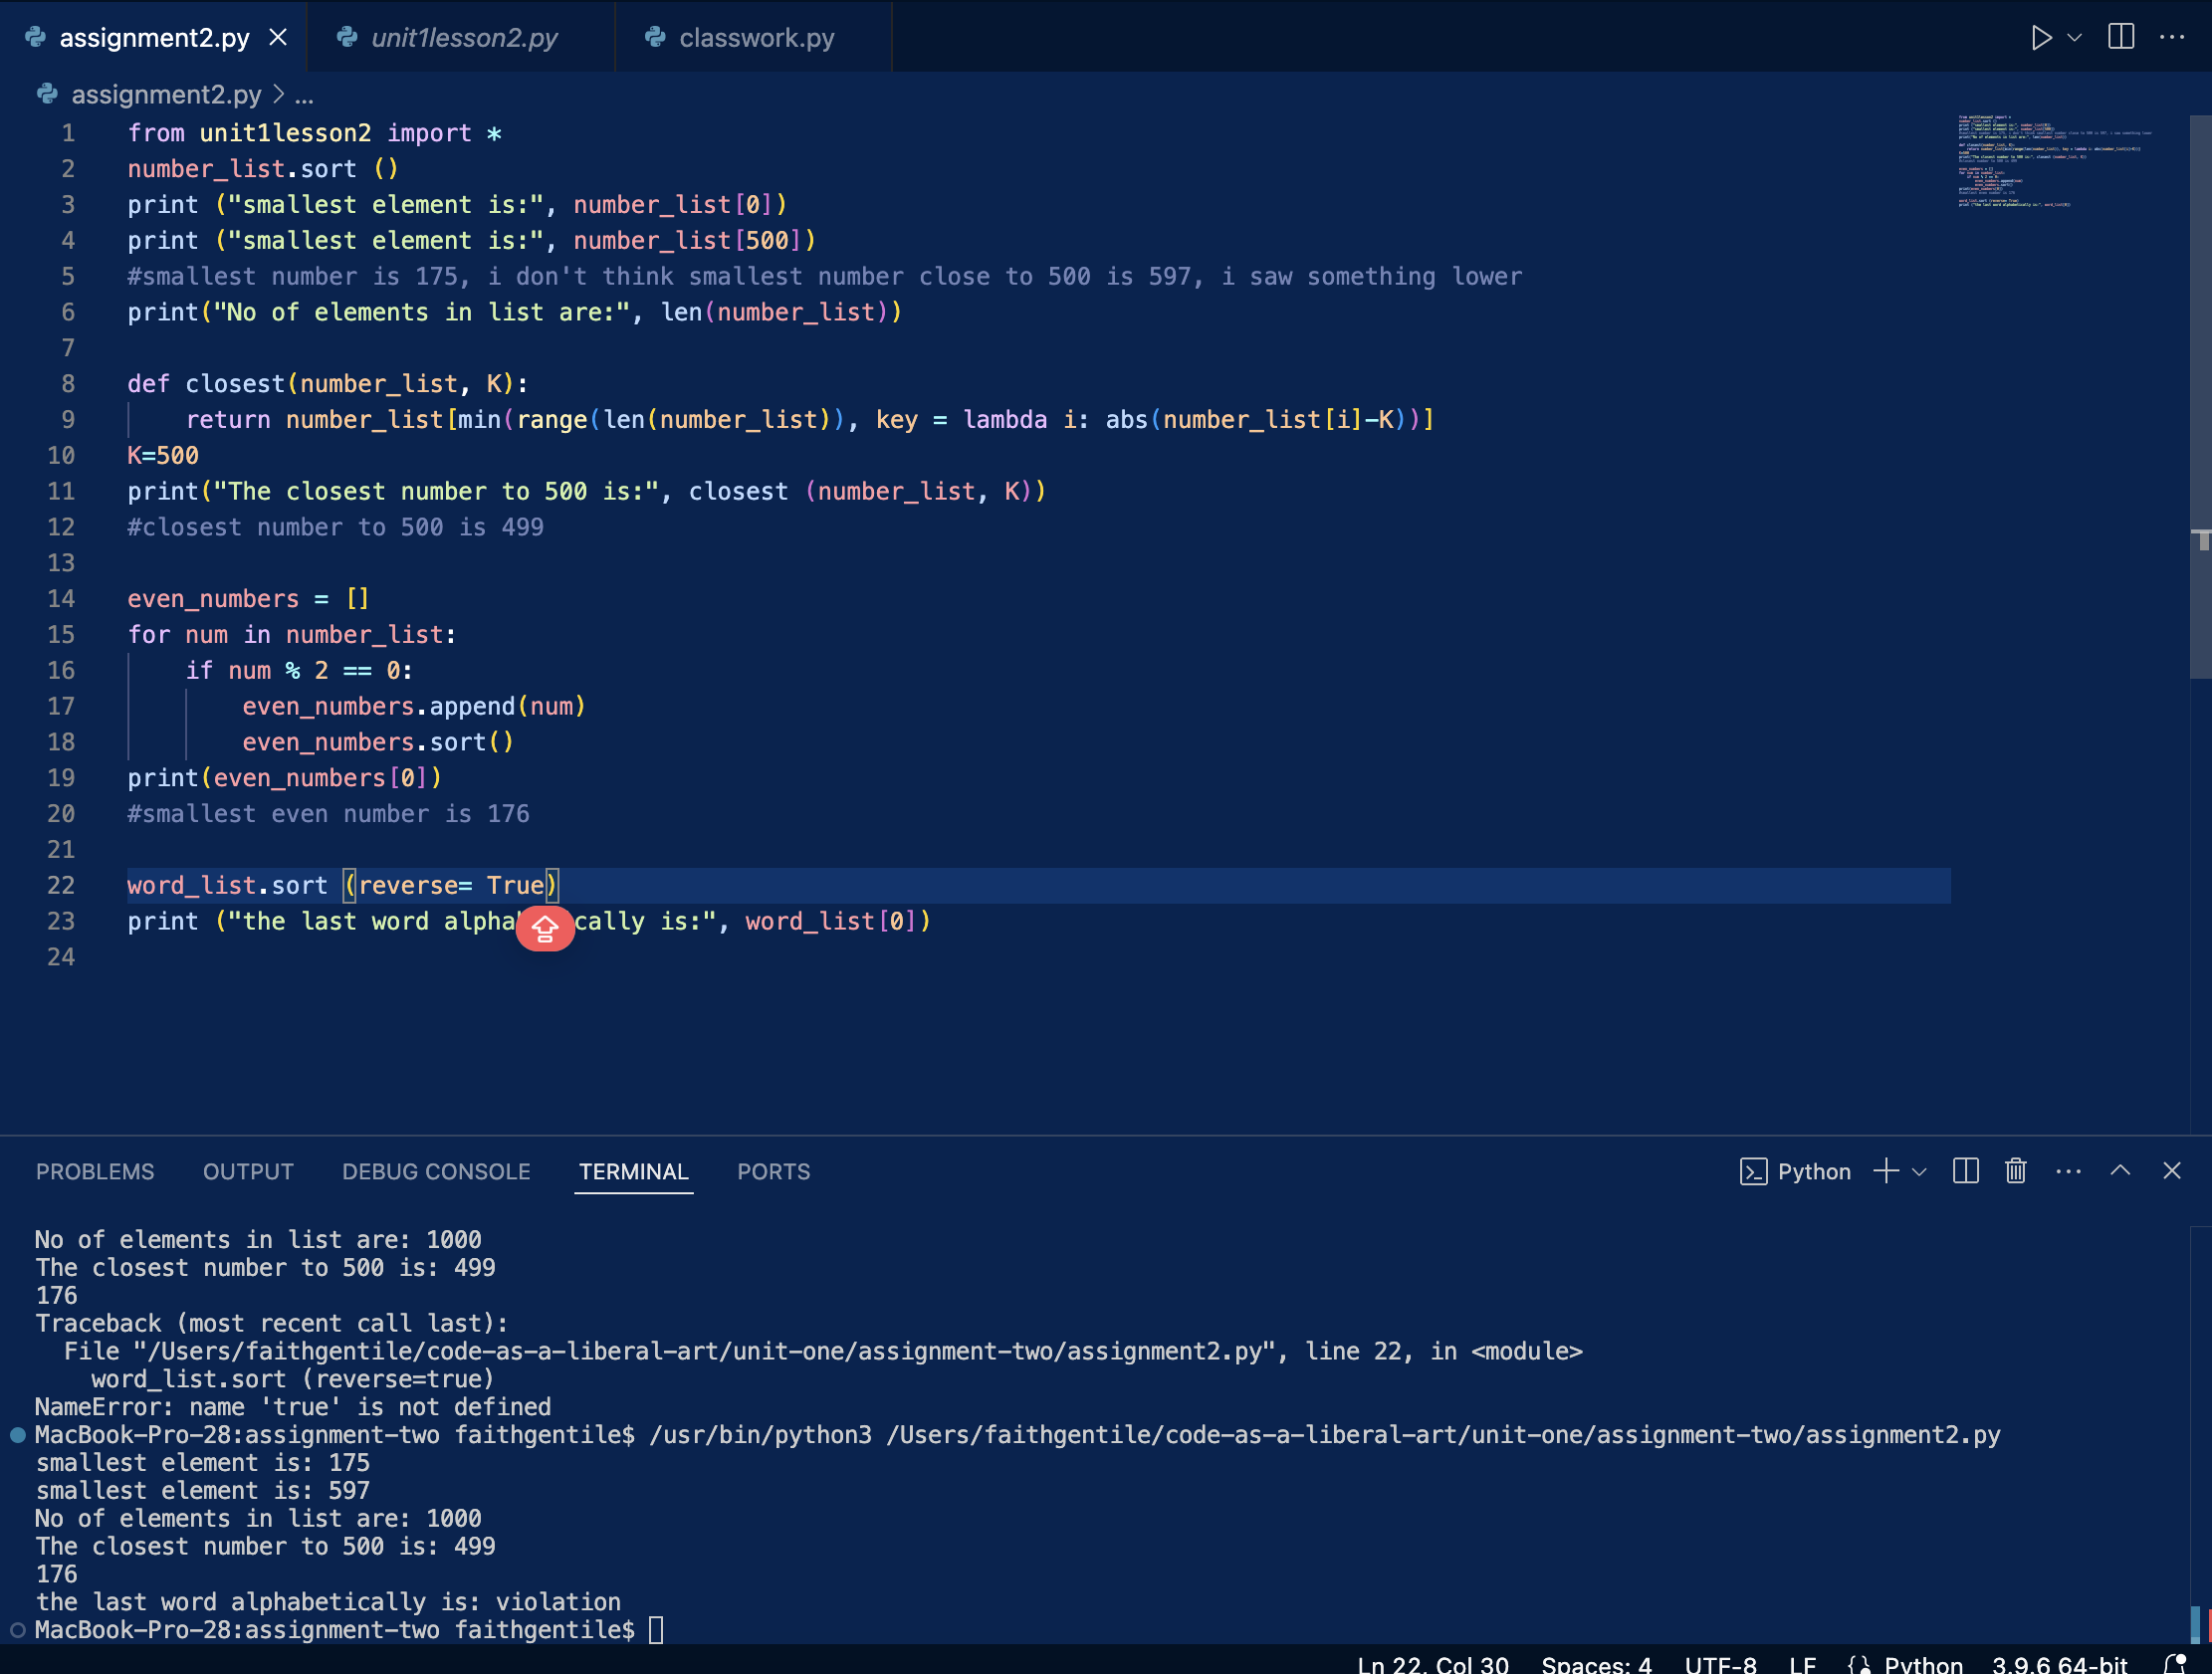 assignment2.py
unit1lesson2.py
classwork.py
assignment2.py > ...
1 from unit1lesson2 import *
2 number_list.sort ()
3 print ("smallest element is:", number_list[0])
4 print ("smallest element is:", number_list[500])
5 #smallest number is 175, i don't think smallest number close to 500 is 597, i saw something lower
6 print("No of elements in list are:", len(number_list))
7
8 def closest(number_list, K):
9     return number_list[min(range(len(number_list)), key = lambda i: abs(number_list[i]-K))]
10 K=500
11 print("The closest number to 500 is:", closest (number_list, K))
12 #closest number to 500 is 499
13
14 even_numbers = []
15 for num in number_list:
16     if num % 2 == 0:
17         even_numbers.append(num)
18         even_numbers.sort()
19 print(even_numbers[0])
20 #smallest even number is 176
21
22 word_list.sort (reverse= True)
23 print ("the last word alpha cally is:", word_list[0])
24
PROBLEMS OUTPUT DEBUG CONSOLE TERMINAL PORTS Python
No of elements in list are: 1000
The closest number to 500 is: 499
176
Traceback (most recent call last):
  File "/Users/faithgentile/code-as-a-liberal-art/unit-one/assignment-two/assignment2.py", line 22, in <module>
    word_list.sort (reverse=true)
NameError: name 'true' is not defined
MacBook-Pro-28:assignment-two faithgentile$ /usr/bin/python3 /Users/faithgentile/code-as-a-liberal-art/unit-one/assignment-two/assignment2.py
smallest element is: 175
smallest element is: 597
No of elements in list are: 1000
The closest number to 500 is: 499
176
the last word alphabetically is: violation
MacBook-Pro-28:assignment-two faithgentile$
Ln 22, Col 30 Spaces: 4 UTF-8 LF {} Python 3.9.6 64-bit